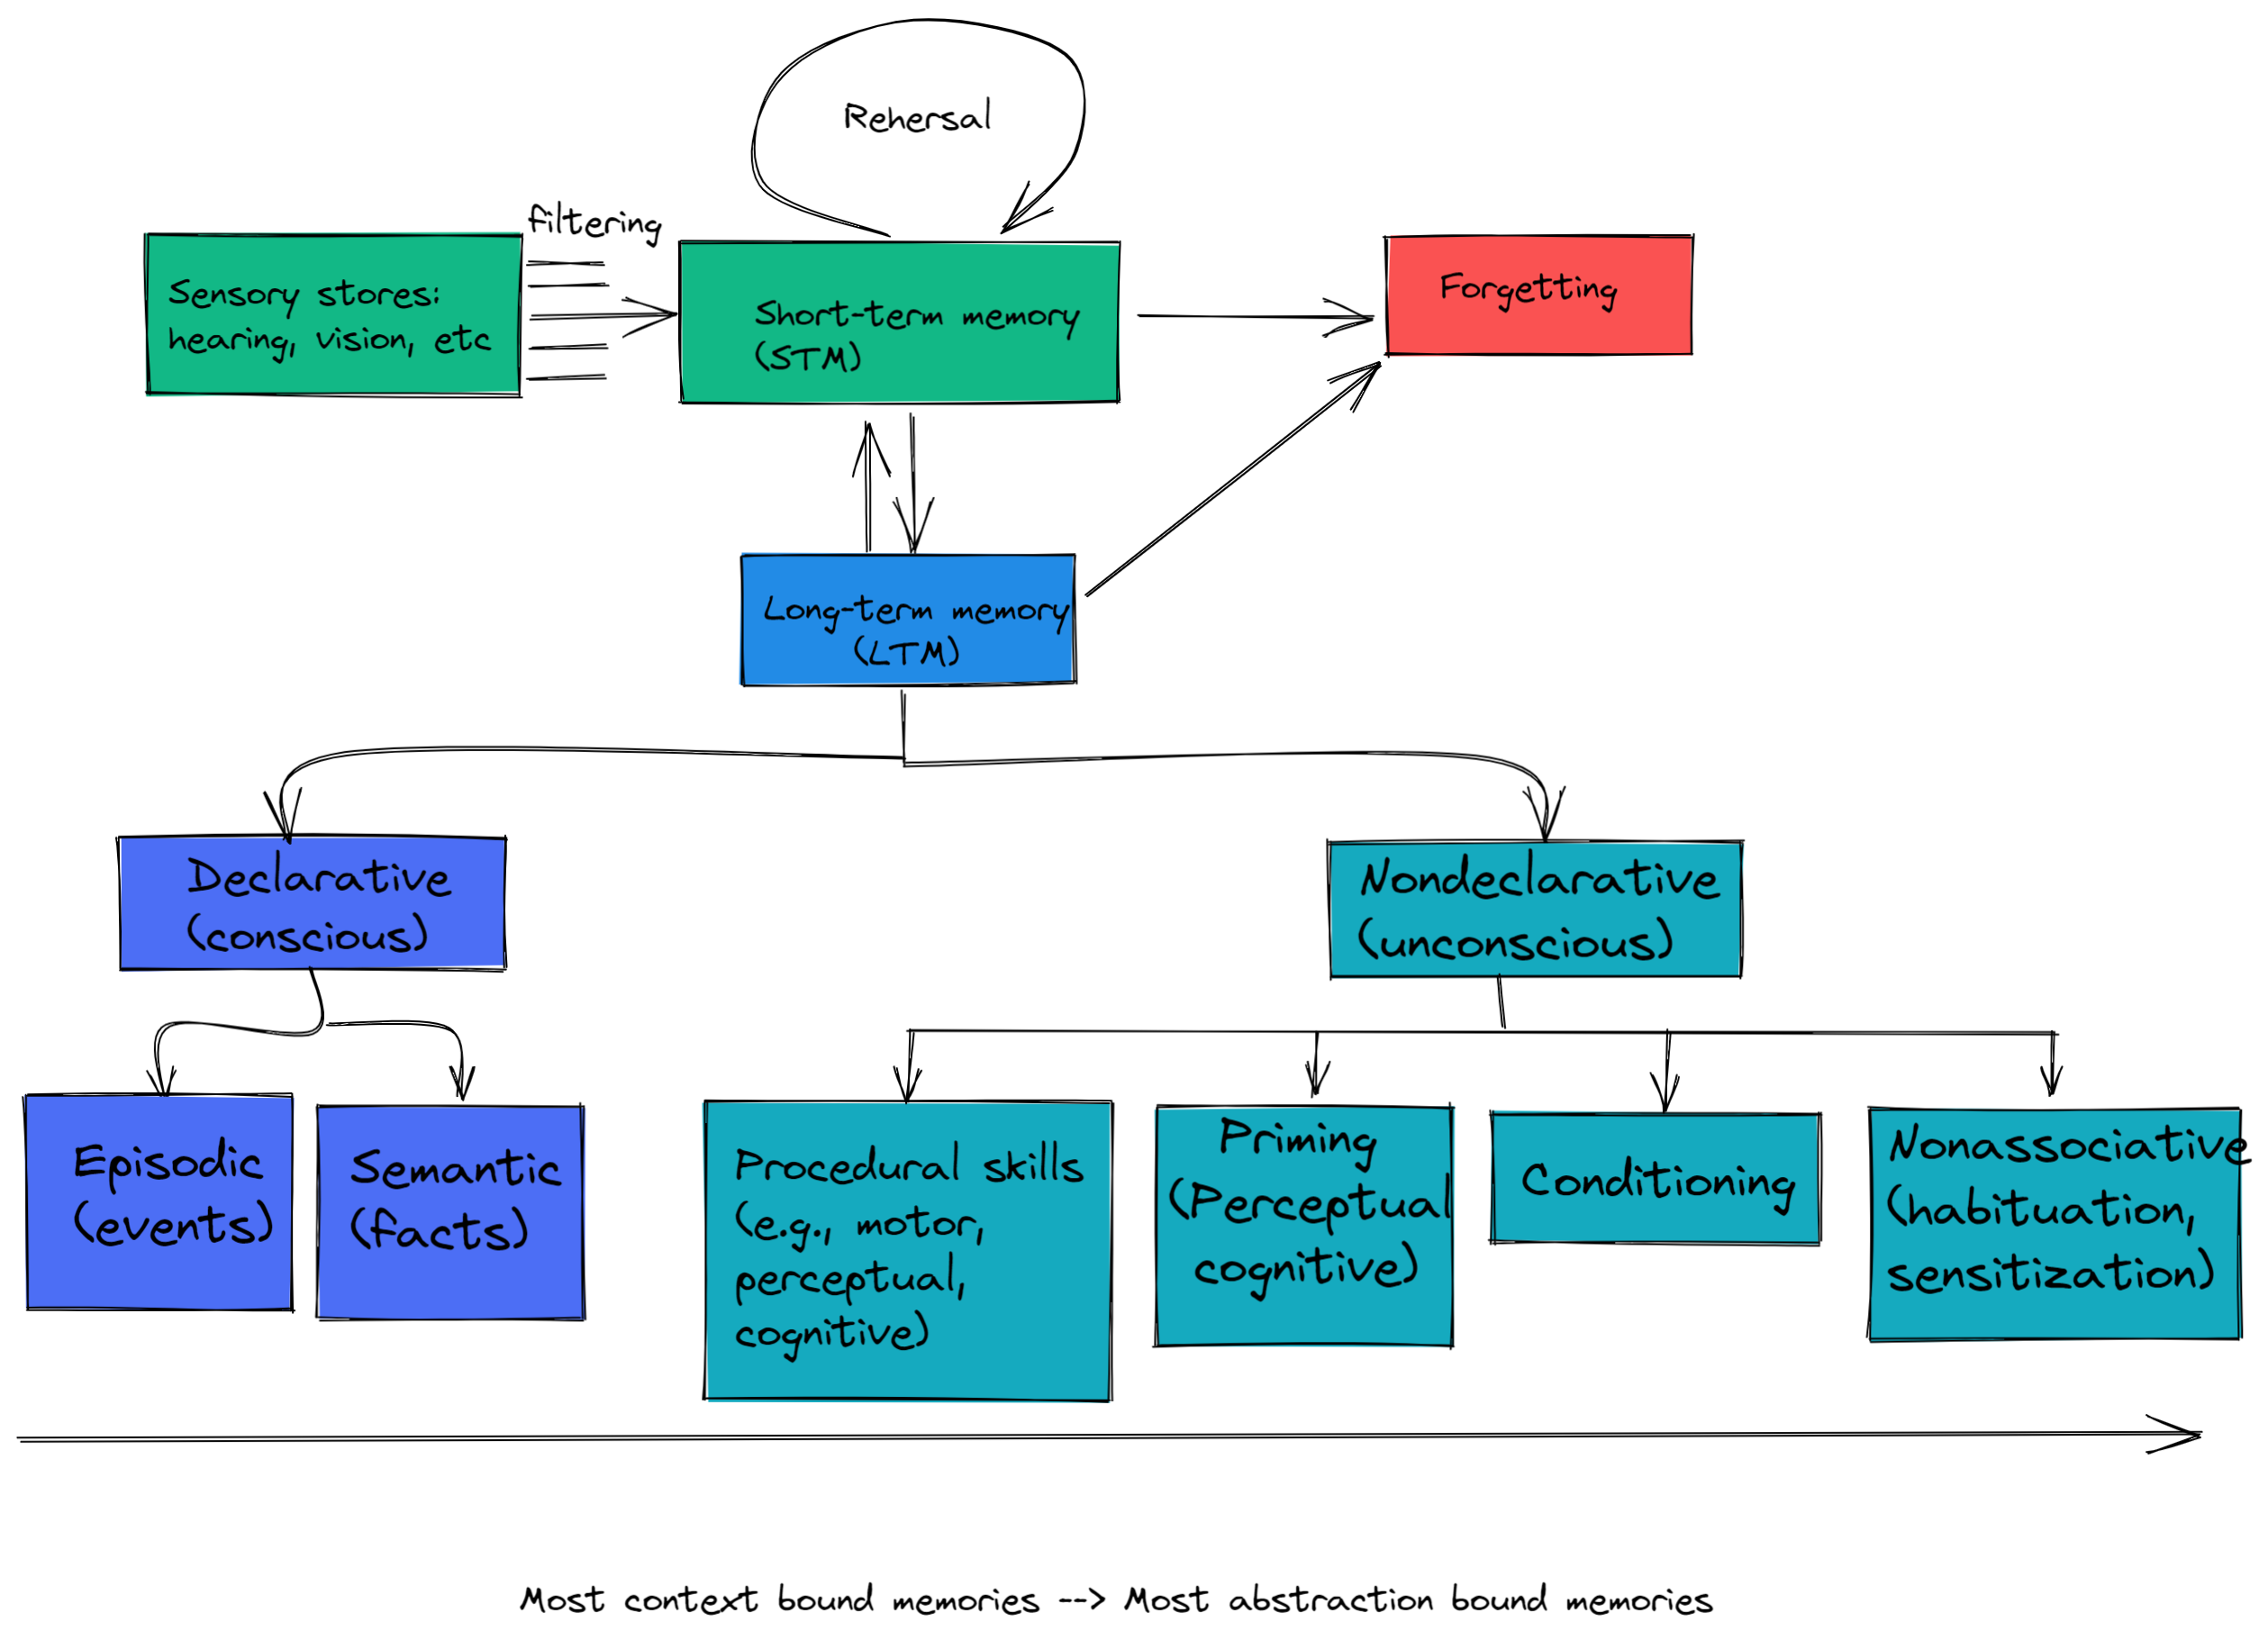 Rehersal
filtering
Sensory stores:
hearing, vision, etc
Short-term memory
(STM)
Forgetting
Long-term memory
(LTM)
Declarative
(conscious)
Nondeclarative
(unconscious)
Episodic
(events)
Semantic
(facts)
Procedural skills
(e.g., motor,
perceptual,
cognitive)
Priming
(Perceptual
cognitive)
Conditioning
Nonassociative
(habituation,
sensitization)
Most context bound memories --> Most abstraction bound memories